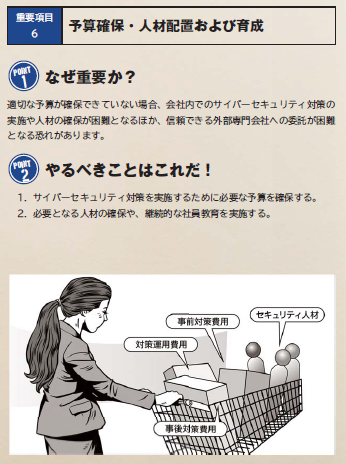 重要項目
6
予算確保・人材配置および育成
POINT
1
なぜ重要か？
適切な予算が確保できていない場合、会社内でのサイバーセキュリティ対策の
実施や人材の確保が困難となるほか、信頼できる外部専門会社への委託が困難
となる恐れがあります。
POINT
2
やるべきことはこれだ！
1．サイバーセキュリティ対策を実施するために必要な予算を確保する。
2．必要となる人材の確保や、継続的な社員教育を実施する。
セキュリティ人材
事前対策費用
対策運用費用
事後対策費用